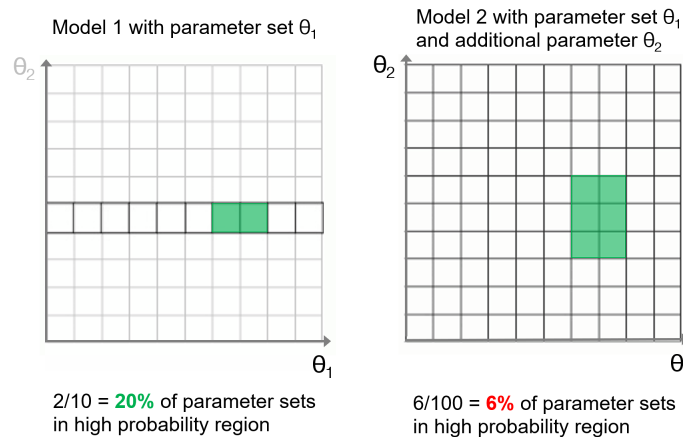 Model 1 with parameter set θ₁
Model 2 with parameter set θ₁
and additional parameter θ₂
θ₂
θ₂
θ₁
θ
2/10 = 20% of parameter sets
in high probability region
6/100 = 6% of parameter sets
in high probability region